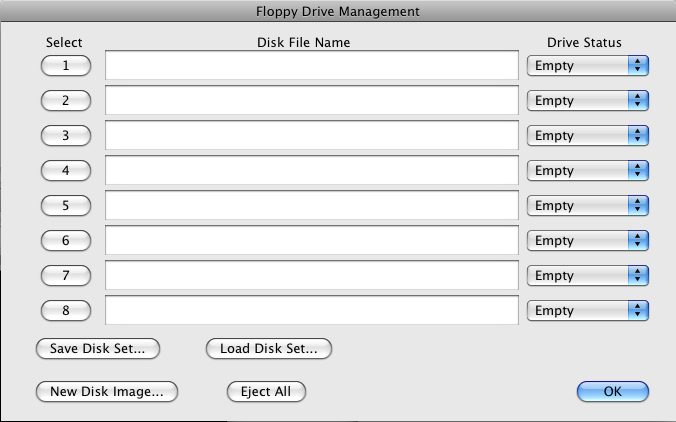 Floppy Drive Management
Select Disk File Name Drive Status
1 Empty
2 Empty
3 Empty
4 Empty
5 Empty
6 Empty
7 Empty
8 Empty
Save Disk Set... Load Disk Set...
New Disk Image... Eject All OK